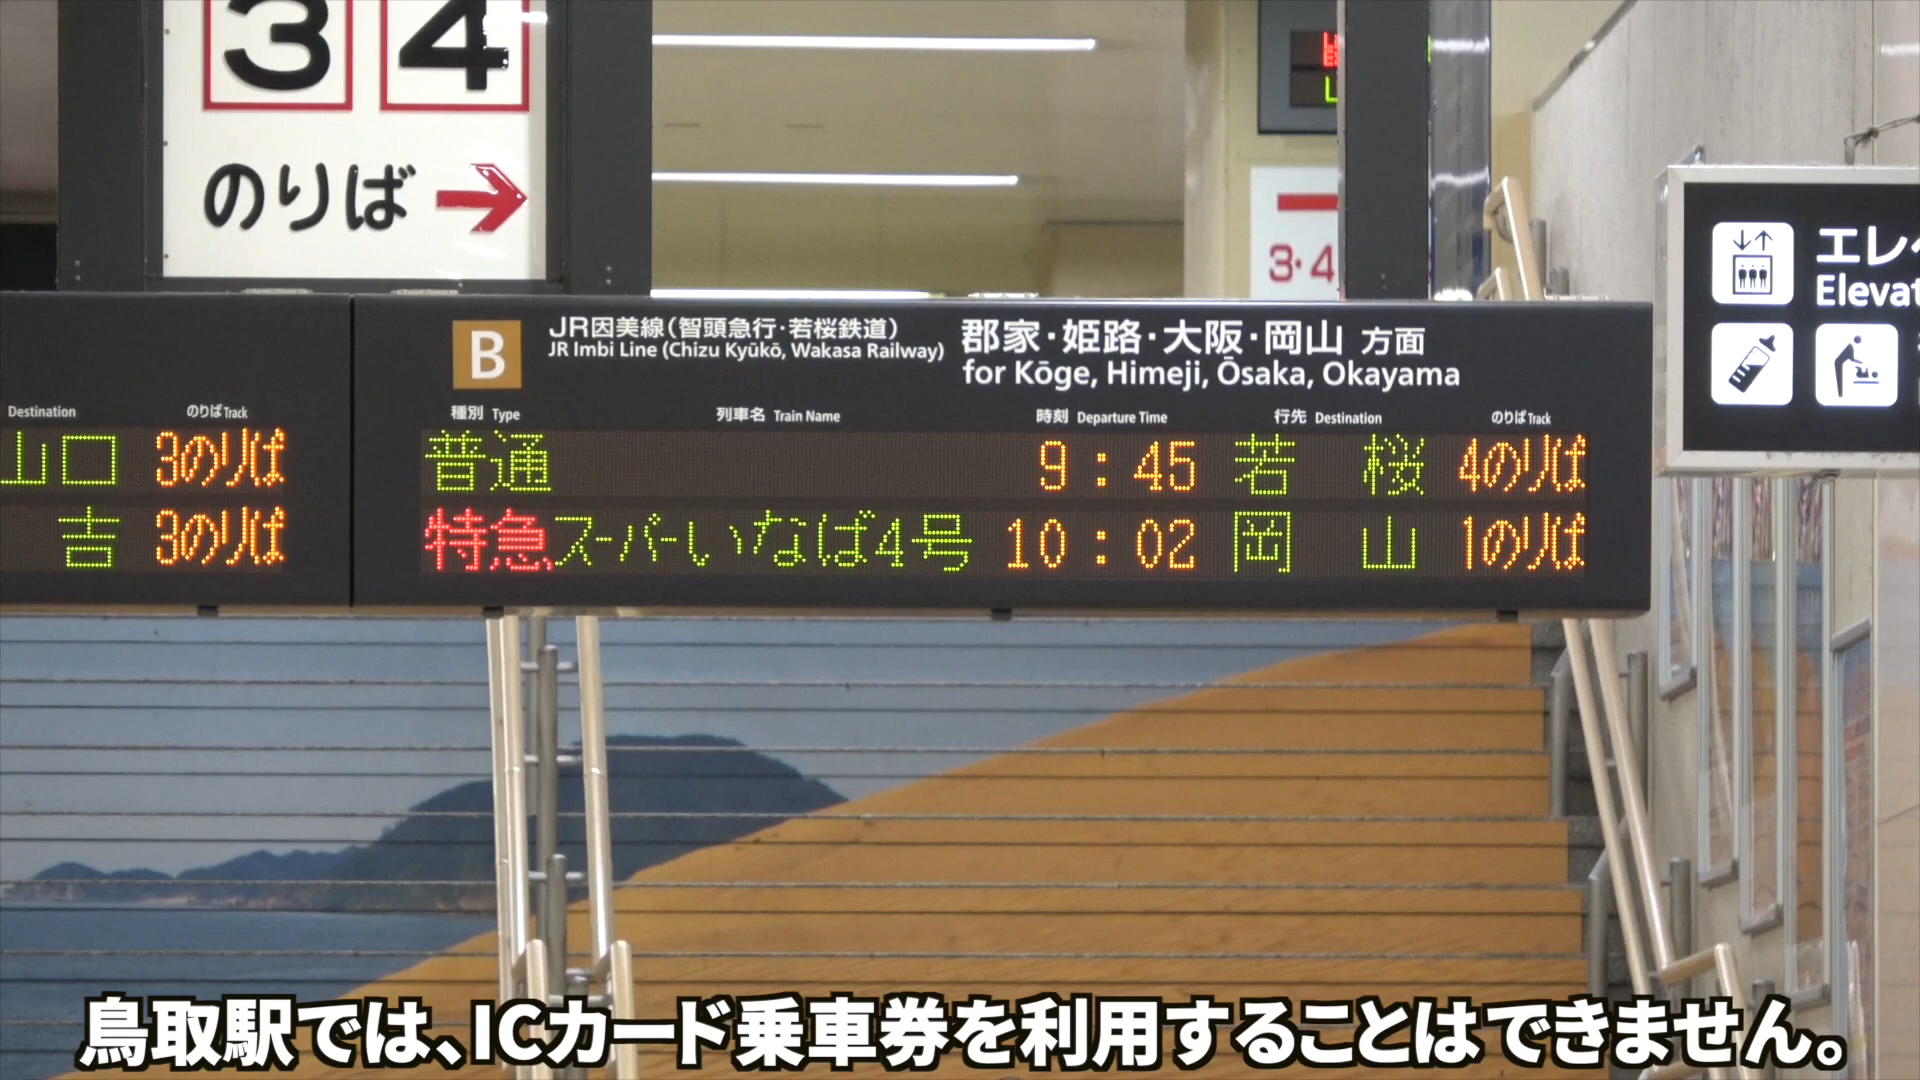 3 4
のりば
3・4
エレ
Elevat
B
JR因美線(智頭急行・若桜鉄道)
JR Imbi Line (Chizu Kyūkō, Wakasa Railway)
郡家・姫路・大阪・岡山 方面
for Kōge, Himeji, Ōsaka, Okayama
Destination のりば Track
山口 3のりば
吉 3のりば
種別 Type 列車名 Train Name 時刻 Departure Time 行先 Destination のりば Track
普通 9:45 若桜 4のりば
特急 スーパーいなば4号 10:02 岡山 1のりば
鳥取駅では、ICカード乗車券を利用することはできません。